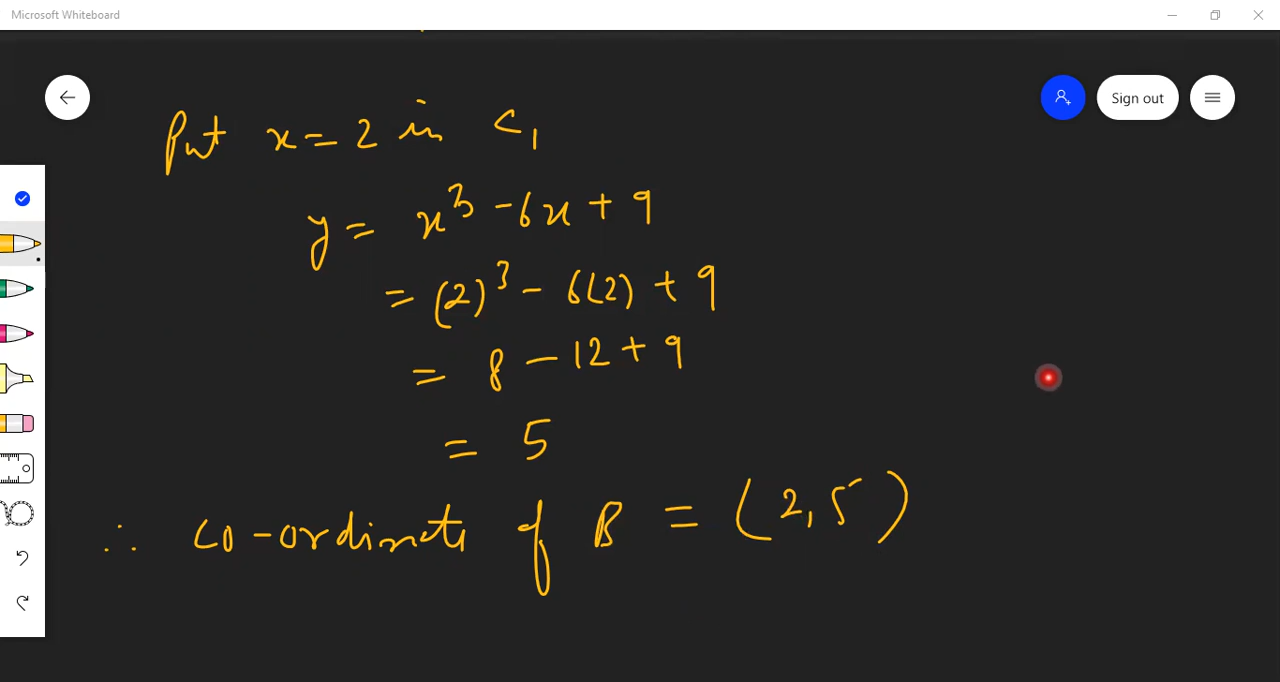 Microsoft Whiteboard
Sign out
Put x = 2 in C₁
y = x³ - 6x + 9
= (2)³ - 6(2) + 9
= 8 - 12 + 9
= 5
∴ co-ordinate of B = (2,5)